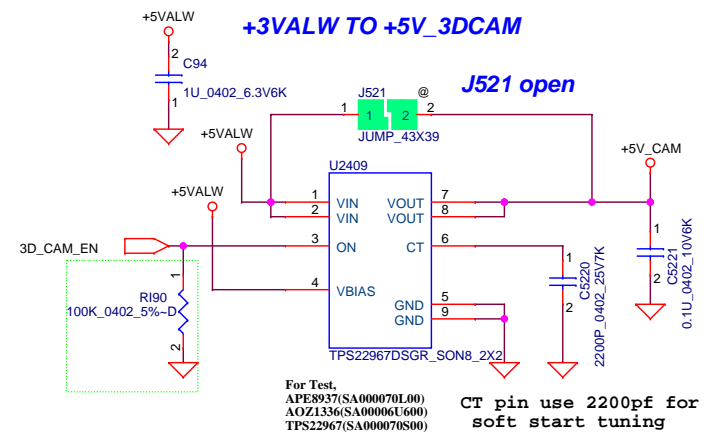 +5VALW
+3VALW TO +5V_3DCAM
2
C94
1U_0402_6.3V6K
1
J521 open
J521
@
1
1
2
2
JUMP_43X39
+5VALW
+5V_CAM
U2409
+5VALW
1
VIN
VOUT
7
2
VIN
VOUT
8
3D_CAM_EN
3
ON
CT
6
1
C5221
0.1U_0402_10V6K
2
1
C5220
2200P_0402_25V7K
2
1
RI90
100K_0402_5%~D
2
4
VBIAS
GND
5
GND
9
TPS22967DSGR_SON8_2X2
For Test,
APE8937(SA000070L00)
AOZ1336(SA00006U600)
TPS22967(SA000070S00)
CT pin use 2200pf for
soft start tuning